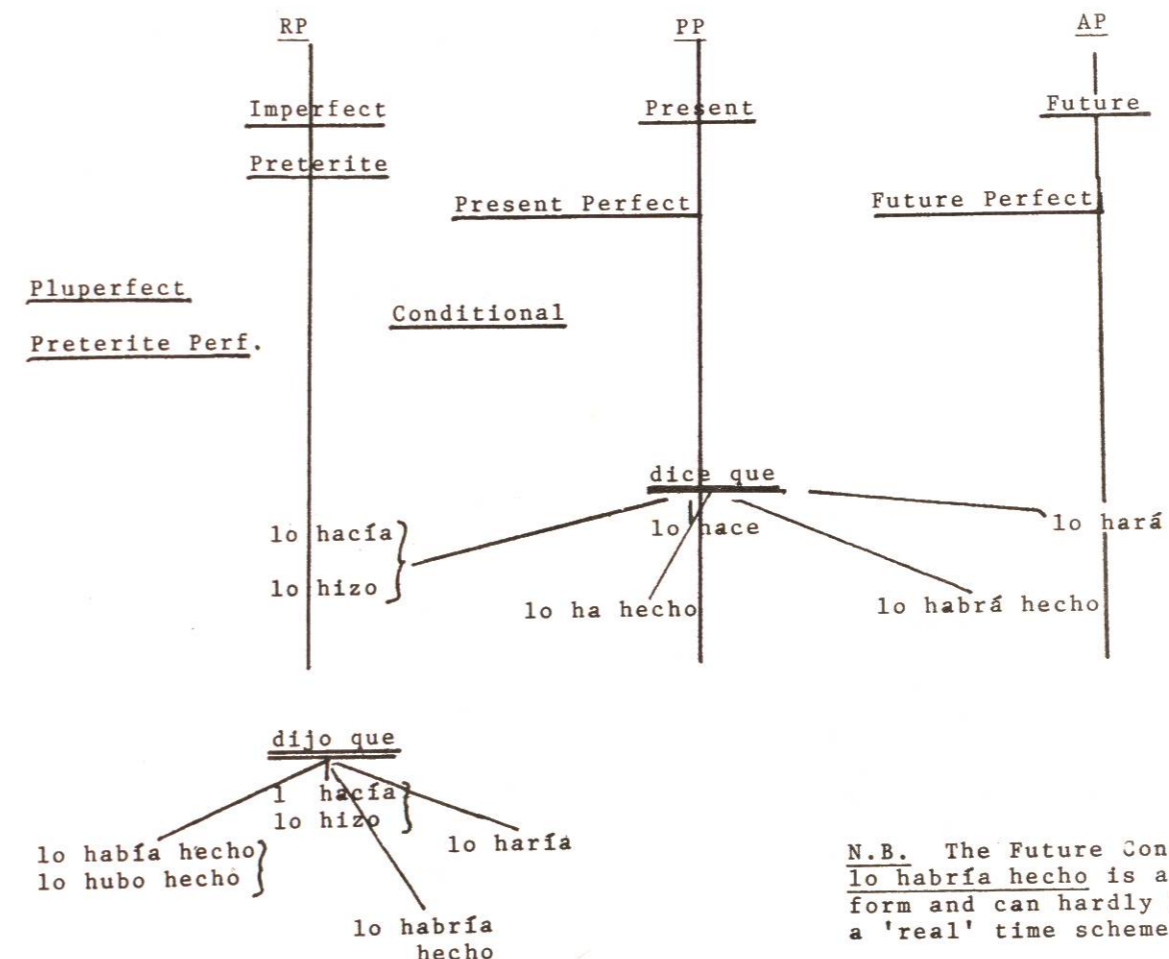 RP PP AP
Imperfect Present Future
Preterite
Present Perfect Future Perfect
Pluperfect
Conditional
Preterite Perf.
dice que
lo hacía lo hace lo hará
lo hizo lo ha hecho lo habrá hecho
dijo que
l hacía
lo hizo
lo haría
lo había hecho
lo hubo hecho
lo habría
hecho
N.B. The Future Con
lo habría hecho is a
form and can hardly
a 'real' time scheme